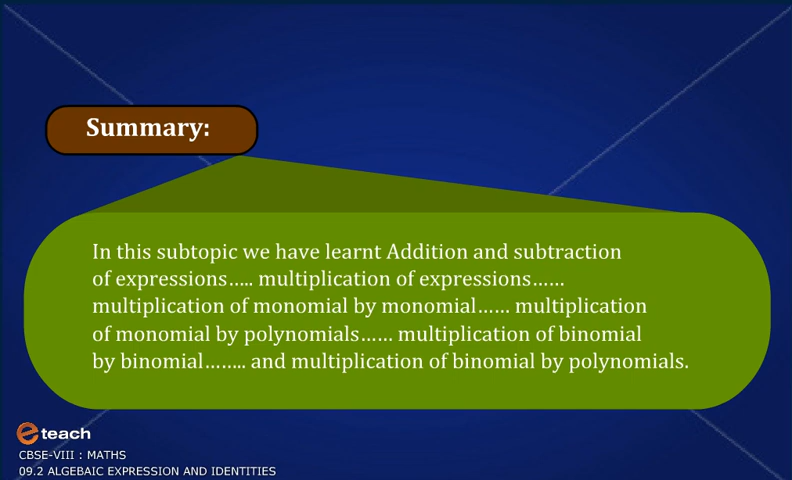 Summary:
In this subtopic we have learnt Addition and subtraction
of expressions..... multiplication of expressions......
multiplication of monomial by monomial...... multiplication
of monomial by polynomials...... multiplication of binomial
by binomial........ and multiplication of binomial by polynomials.
e teach
CBSE-VIII : MATHS
09.2 ALGEBAIC EXPRESSION AND IDENTITIES